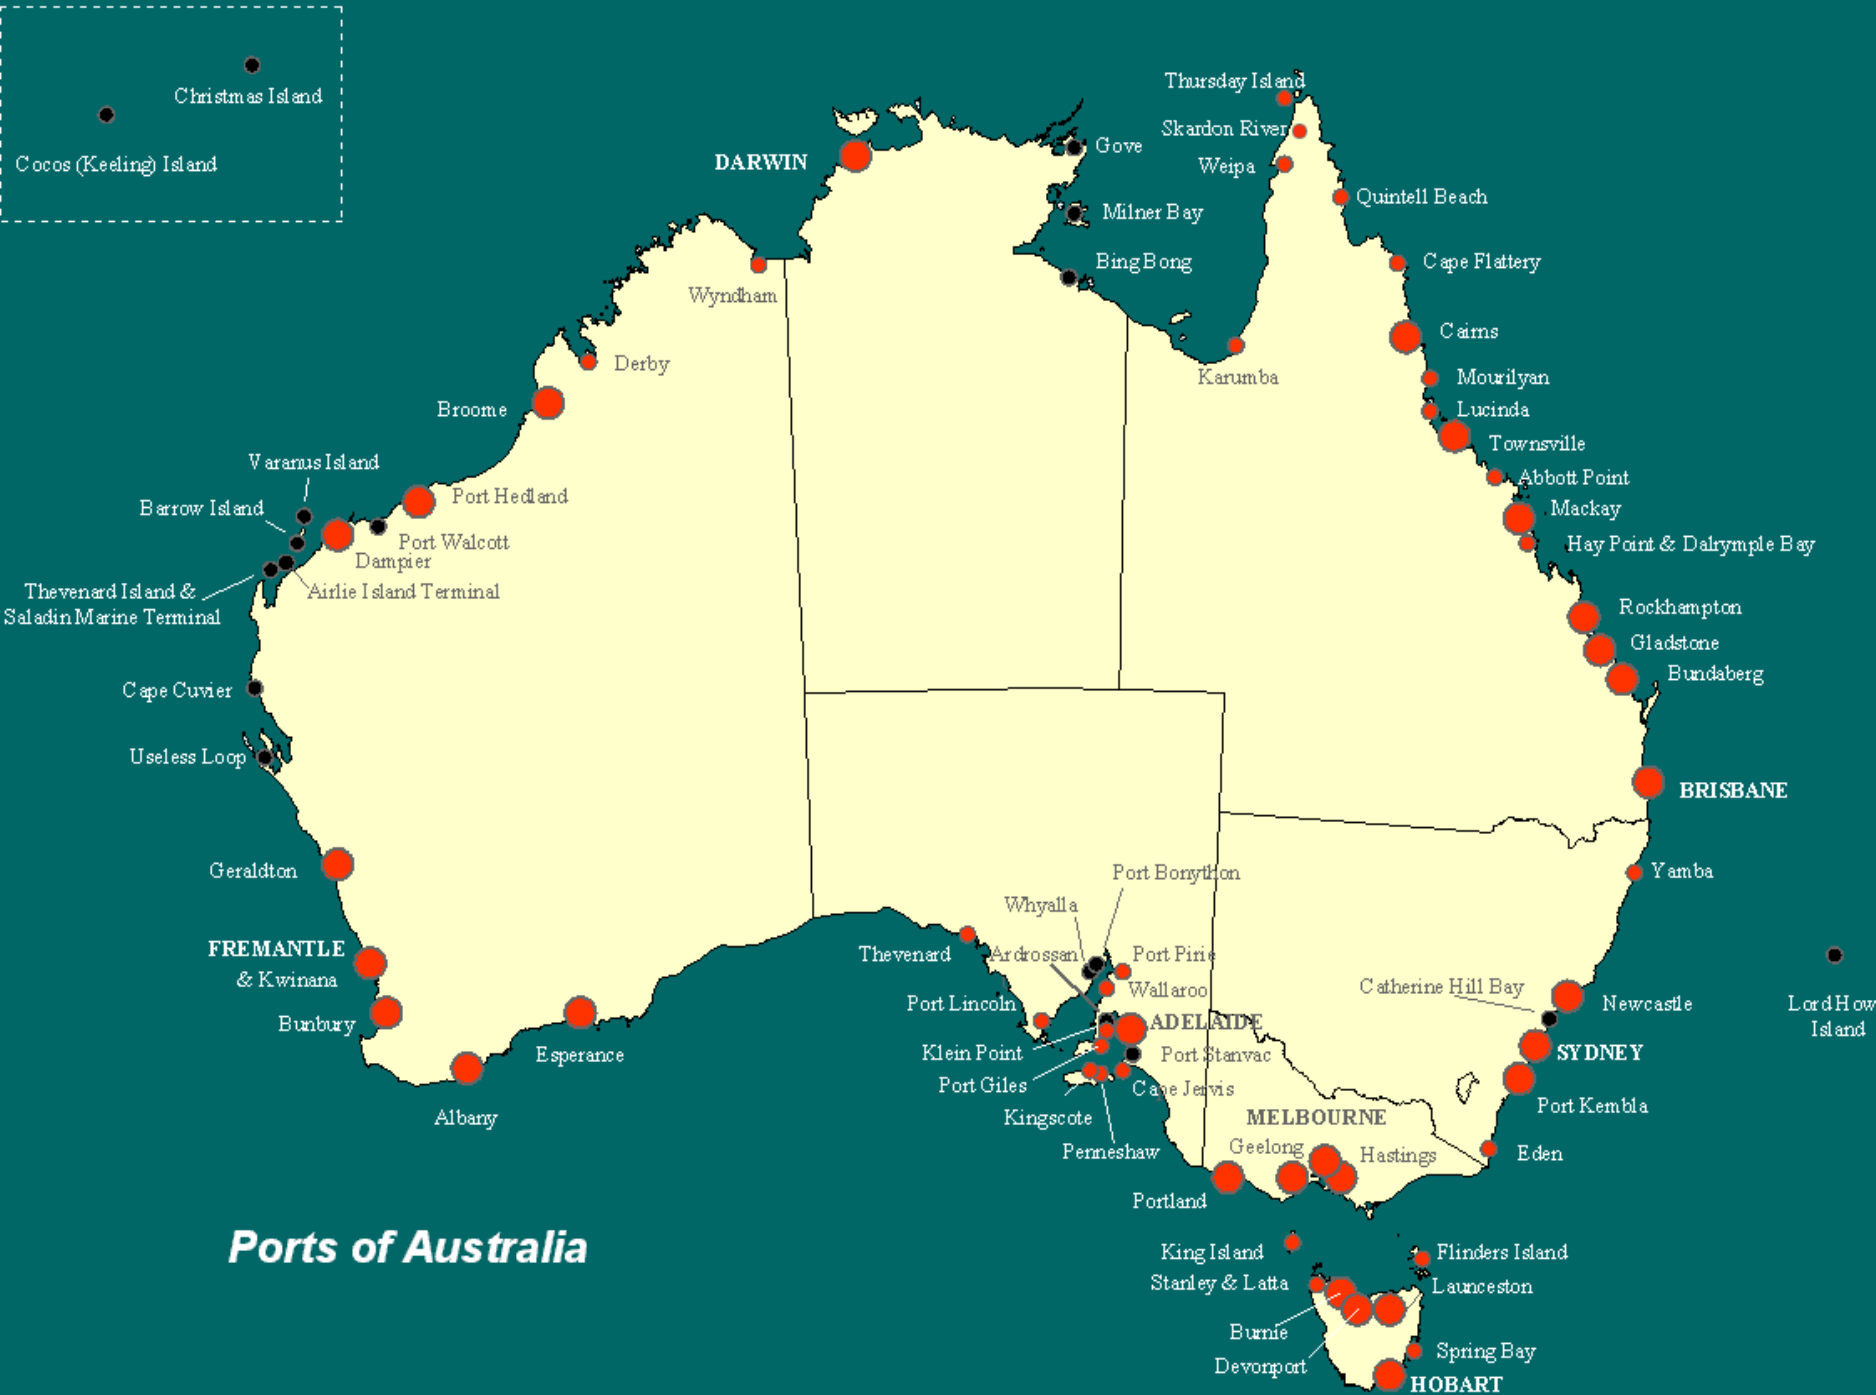 Christmas Island
Cocos (Keeling) Island
Thursday Island
Skardon River
Weipa
Gove
DARWIN
Quintell Beach
Milner Bay
Bing Bong
Cape Flattery
Wyndham
Cairns
Derby
Karumba
Mourilyan
Broome
Lucinda
Townsville
Varanus Island
Abbott Point
Port Hedland
Barrow Island
Mackay
Port Walcott
Hay Point & Dalrymple Bay
Dampier
Airlie Island Terminal
Thevenard Island &
Saladin Marine Terminal
Rockhampton
Gladstone
Bundaberg
Cape Cuvier
Useless Loop
BRISBANE
Geraldton
Port Bonython
Yamba
Whyalla
FREMANTLE
& Kwinana
Thevenard
Ardrossan
Port Pirie
Wallaroo
Catherine Hill Bay
Port Lincoln
Newcastle
Lord How
Island
Bunbury
ADELAIDE
Esperance
Klein Point
Port Stanvac
SYDNEY
Port Giles
Cape Jervis
Port Kembla
Albany
Kingscote
MELBOURNE
Penneshaw
Geelong
Hastings
Eden
Portland
Ports of Australia
King Island
Flinders Island
Stanley & Latta
Launceston
Burnie
Devonport
Spring Bay
HOBART